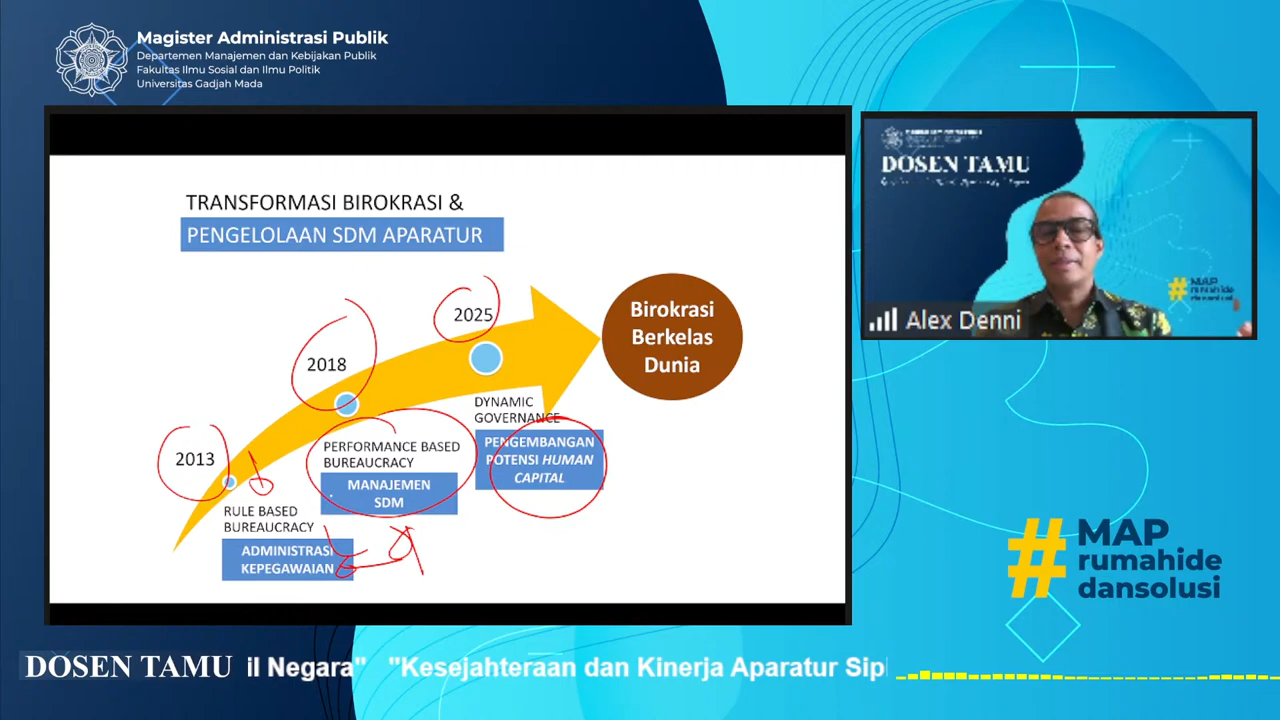 Magister Administrasi Publik
Departemen Manajemen dan Kebijakan Publik
Fakultas Ilmu Sosial dan Ilmu Politik
Universitas Gadjah Mada
TRANSFORMASI BIROKRASI &
PENGELOLAAN SDM APARATUR
2013
RULE BASED
BUREAUCRACY
ADMINISTRASI
KEPEGAWAIAN
2018
PERFORMANCE BASED
BUREAUCRACY
MANAJEMEN
SDM
2025
DYNAMIC
GOVERNANCE
PENGEMBANGAN
POTENSI HUMAN
CAPITAL
Birokrasi
Berkelas
Dunia
DOSEN TAMU
#MAP
rumahide
dansolusi
Alex Denni
#MAP
rumahide
dansolusi
DOSEN TAMU il Negara" "Kesejahteraan dan Kinerja Aparatur Sip